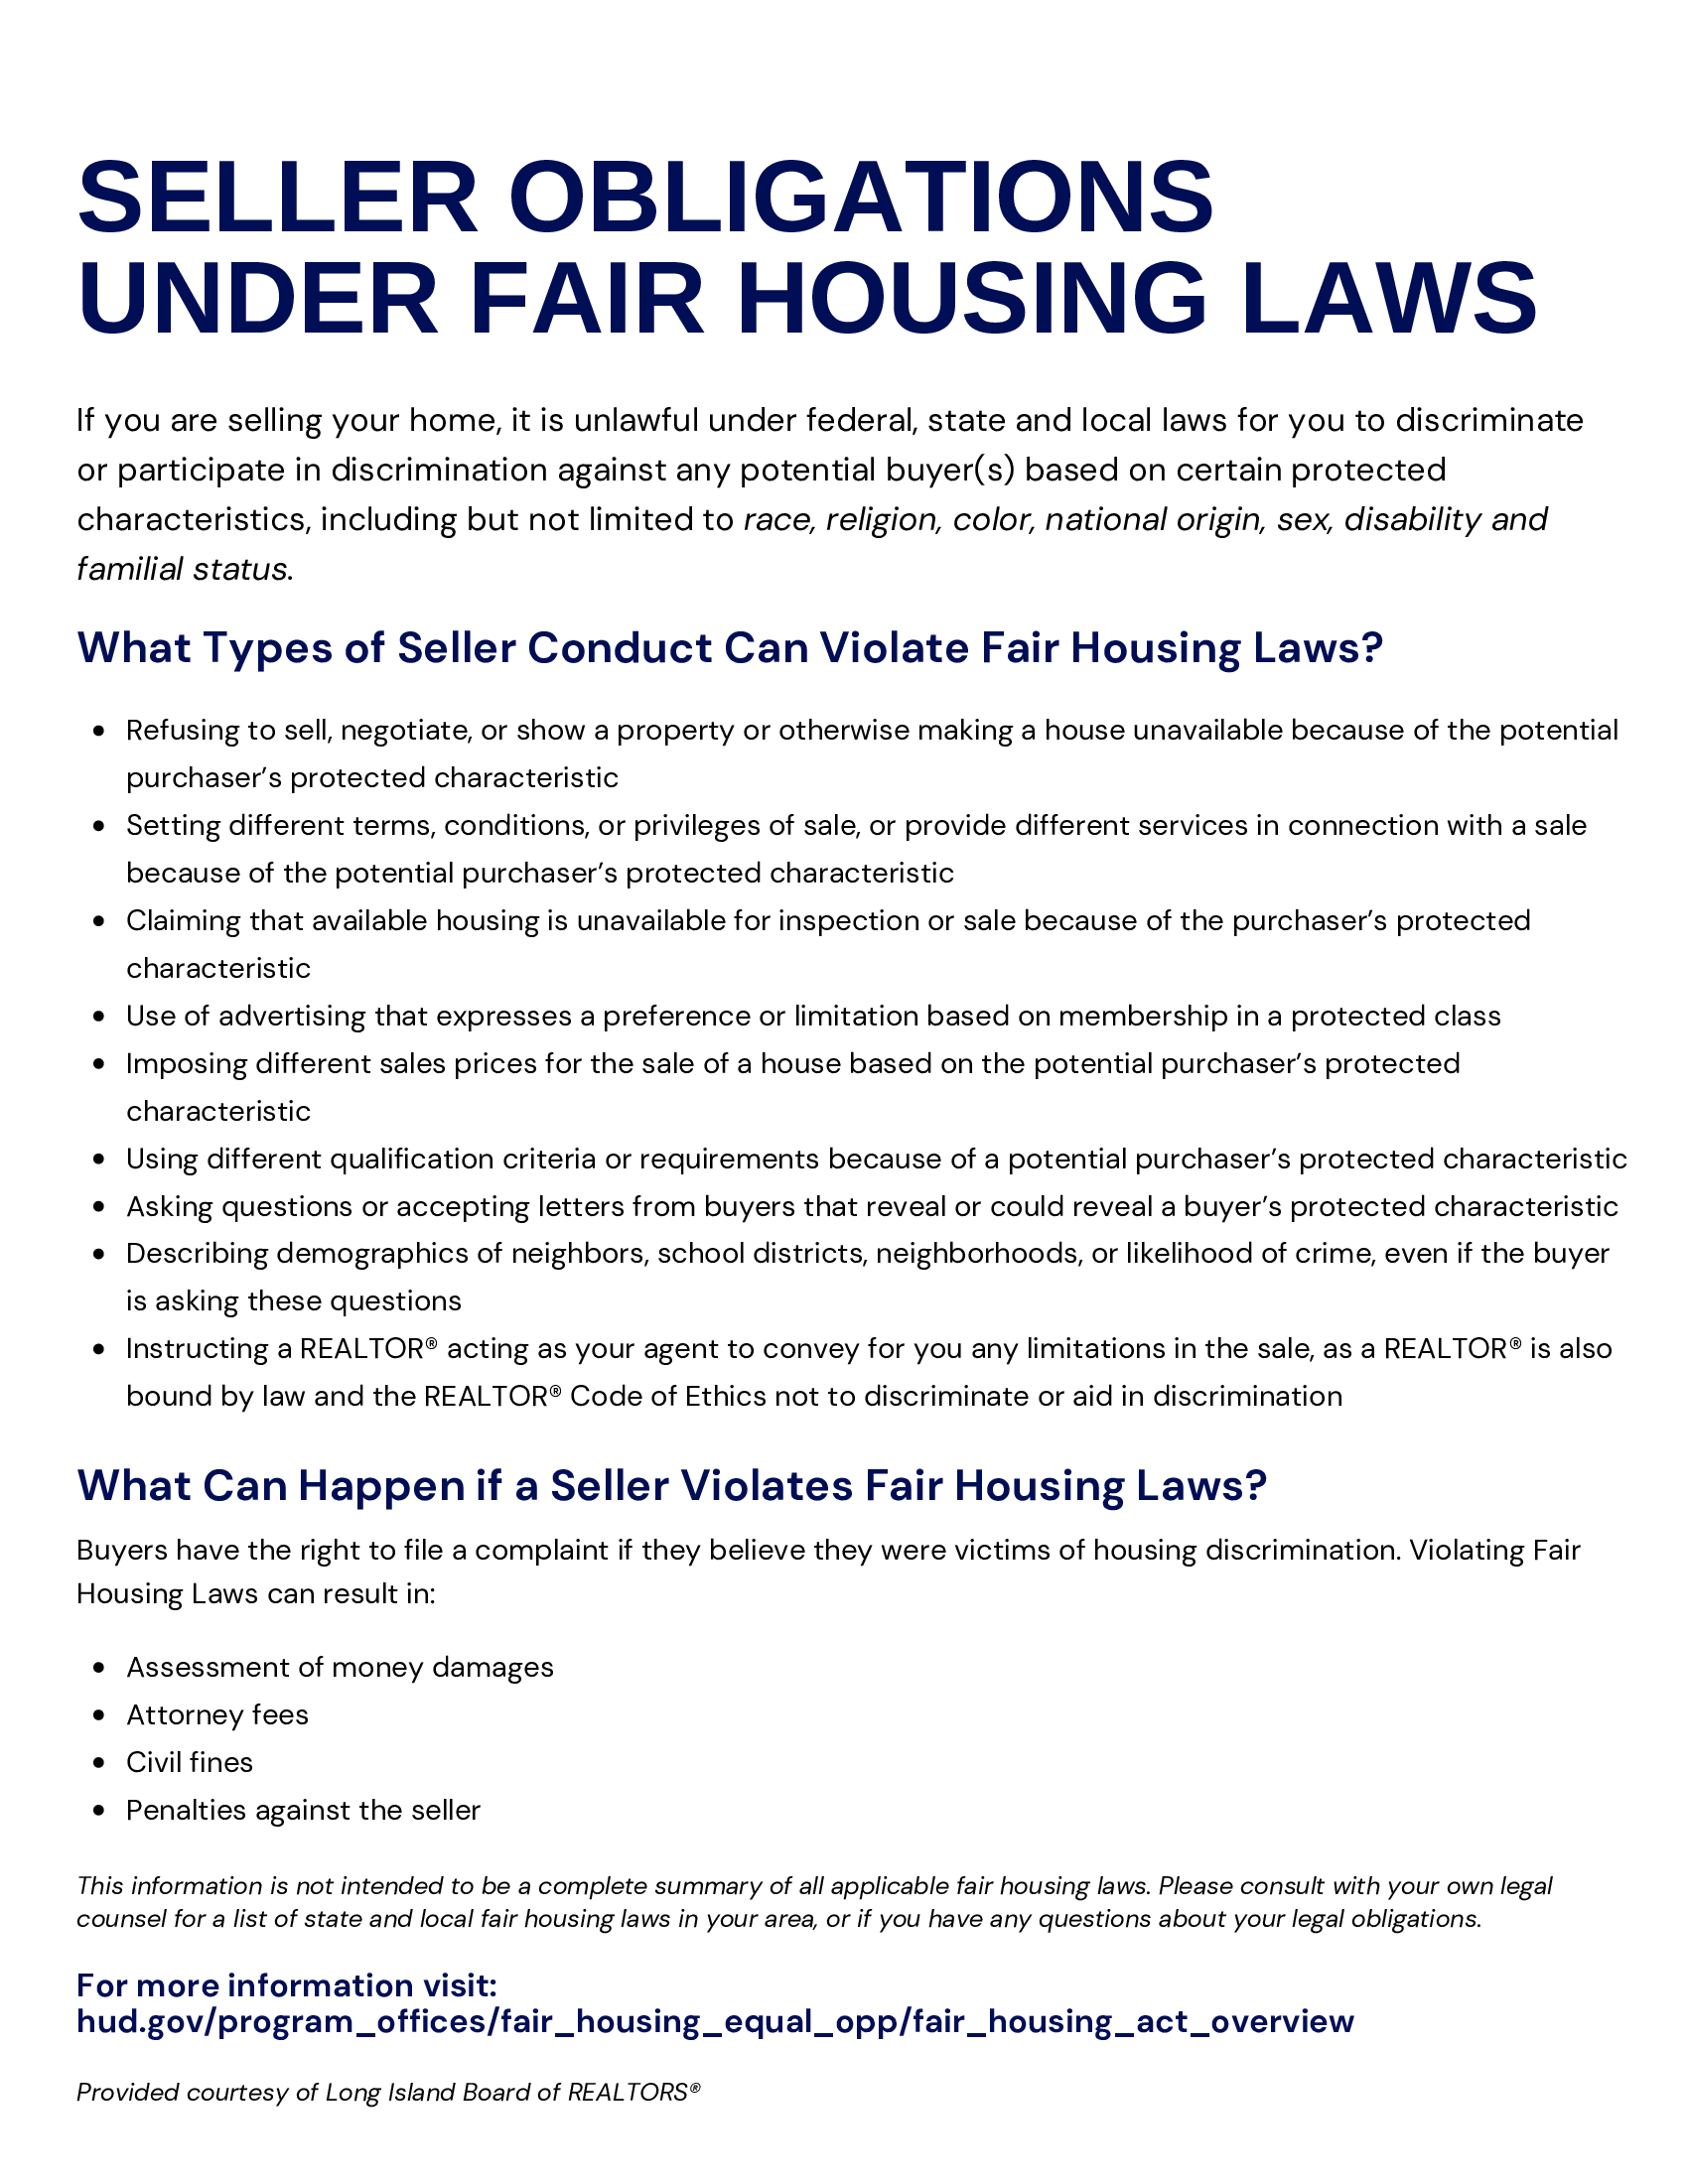 SELLER OBLIGATIONS
UNDER FAIR HOUSING LAWS
If you are selling your home, it is unlawful under federal, state and local laws for you to discriminate
or participate in discrimination against any potential buyer(s) based on certain protected
characteristics, including but not limited to race, religion, color, national origin, sex, disability and
familial status.
What Types of Seller Conduct Can Violate Fair Housing Laws?
• Refusing to sell, negotiate, or show a property or otherwise making a house unavailable because of the potential
purchaser’s protected characteristic
• Setting different terms, conditions, or privileges of sale, or provide different services in connection with a sale
because of the potential purchaser’s protected characteristic
• Claiming that available housing is unavailable for inspection or sale because of the purchaser’s protected
characteristic
• Use of advertising that expresses a preference or limitation based on membership in a protected class
• Imposing different sales prices for the sale of a house based on the potential purchaser’s protected
characteristic
• Using different qualification criteria or requirements because of a potential purchaser’s protected characteristic
• Asking questions or accepting letters from buyers that reveal or could reveal a buyer’s protected characteristic
• Describing demographics of neighbors, school districts, neighborhoods, or likelihood of crime, even if the buyer
is asking these questions
• Instructing a REALTOR® acting as your agent to convey for you any limitations in the sale, as a REALTOR® is also
bound by law and the REALTOR® Code of Ethics not to discriminate or aid in discrimination
What Can Happen if a Seller Violates Fair Housing Laws?
Buyers have the right to file a complaint if they believe they were victims of housing discrimination. Violating Fair
Housing Laws can result in:
• Assessment of money damages
• Attorney fees
• Civil fines
• Penalties against the seller
This information is not intended to be a complete summary of all applicable fair housing laws. Please consult with your own legal
counsel for a list of state and local fair housing laws in your area, or if you have any questions about your legal obligations.
For more information visit:
hud.gov/program_offices/fair_housing_equal_opp/fair_housing_act_overview
Provided courtesy of Long Island Board of REALTORS®